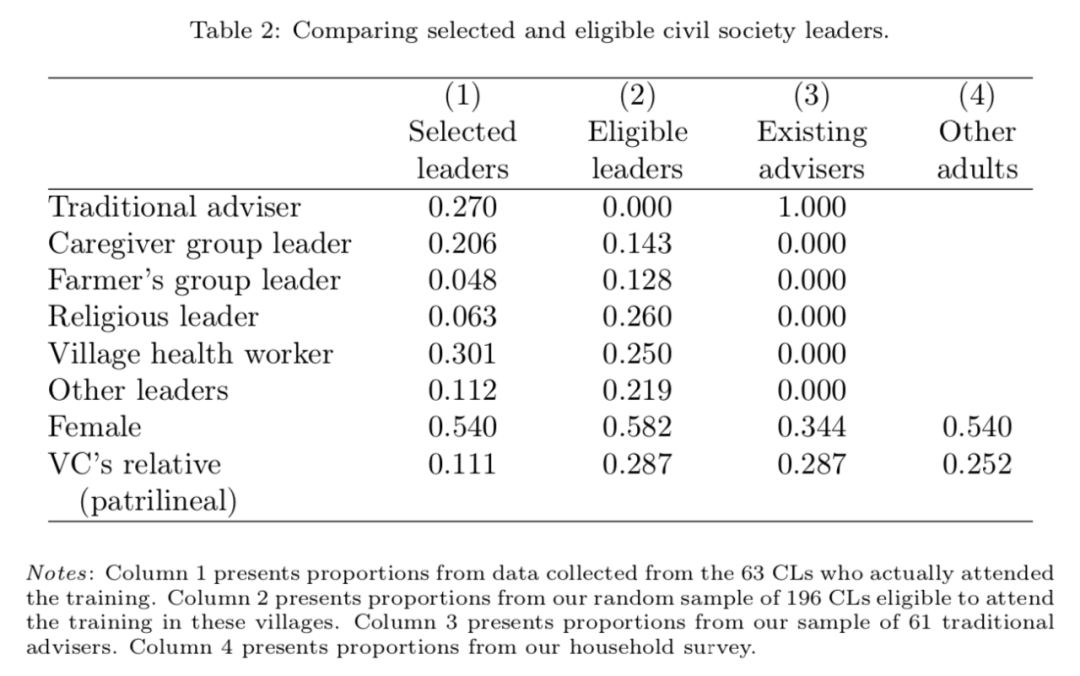 Table 2: Comparing selected and eligible civil society leaders.
(1) (2) (3) (4)
Selected Eligible Existing Other
leaders leaders advisers adults
Traditional adviser 0.270 0.000 1.000
Caregiver group leader 0.206 0.143 0.000
Farmer's group leader 0.048 0.128 0.000
Religious leader 0.063 0.260 0.000
Village health worker 0.301 0.250 0.000
Other leaders 0.112 0.219 0.000
Female 0.540 0.582 0.344 0.540
VC's relative 0.111 0.287 0.287 0.252
(patrilineal)
Notes: Column 1 presents proportions from data collected from the 63 CLs who actually attended
the training. Column 2 presents proportions from our random sample of 196 CLs eligible to attend
the training in these villages. Column 3 presents proportions from our sample of 61 traditional
advisers. Column 4 presents proportions from our household survey.